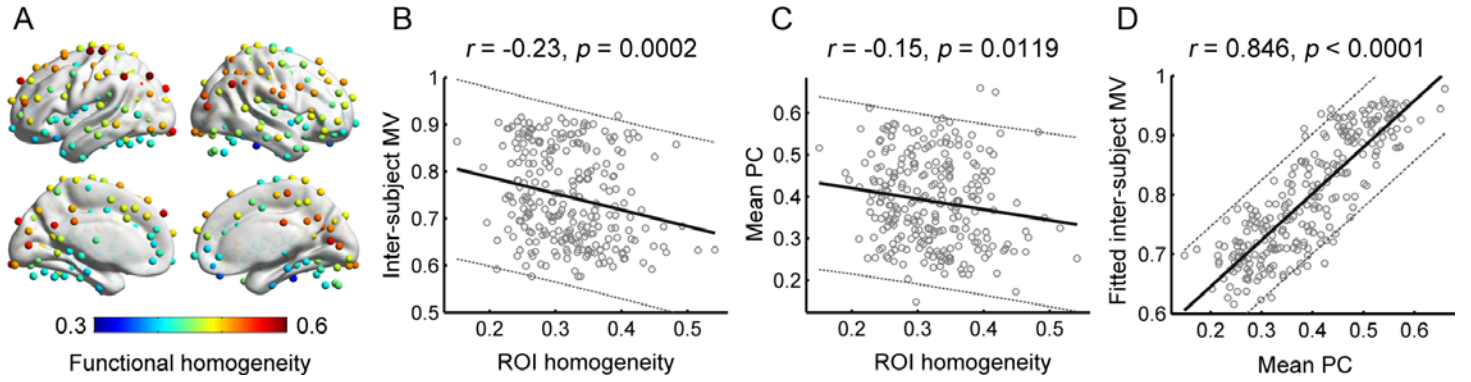 A
0.3
0.6
Functional homogeneity
B
r = -0.23, p = 0.0002
Inter-subject MV
1
0.9
0.8
0.7
0.6
0.5
0.2
0.3
0.4
0.5
ROI homogeneity
C
r = -0.15, p = 0.0119
Mean PC
0.6
0.5
0.4
0.3
0.2
0.2
0.3
0.4
0.5
ROI homogeneity
D
r = 0.846, p < 0.0001
Fitted inter-subject MV
1
0.9
0.8
0.7
0.6
0.2
0.3
0.4
0.5
0.6
Mean PC